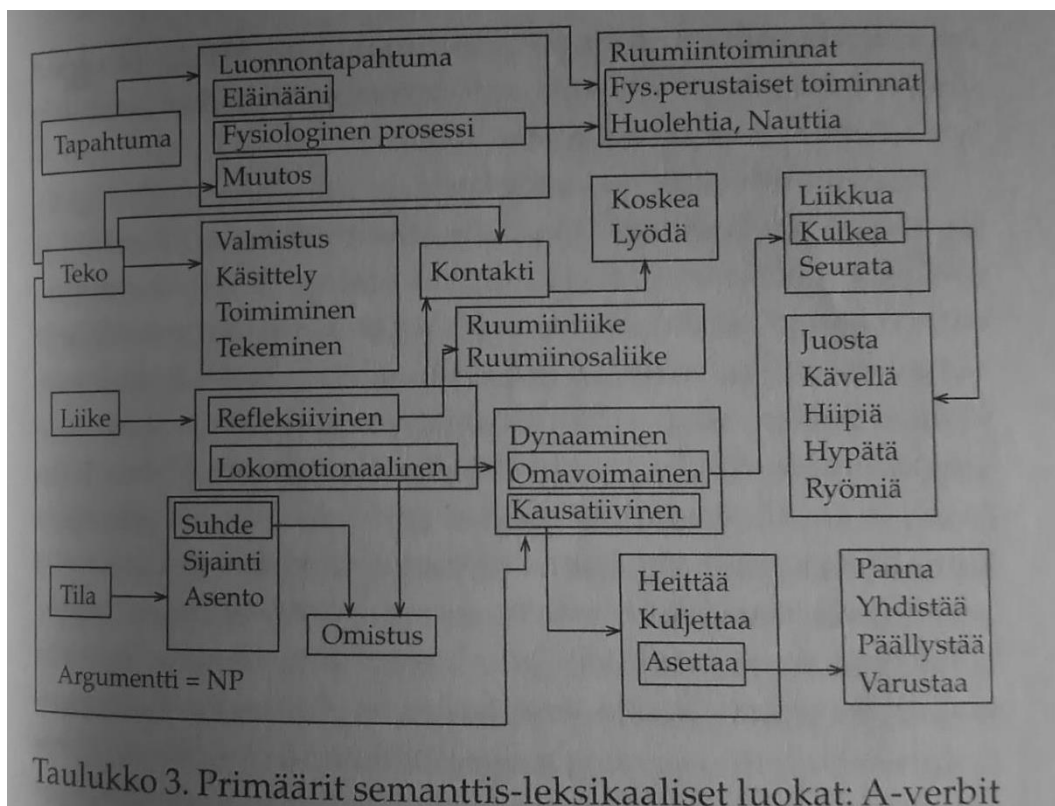 Tapahtuma
Luonnontapahtuma
Eläinääni
Fysiologinen prosessi
Muutos
Ruumiintoiminnat
Fys.perustaiset toiminnat
Huolehtia, Nauttia
Teko
Valmistus
Käsittely
Toimiminen
Tekeminen
Kontakti
Koskea
Lyödä
Liikkua
Kulkea
Seurata
Ruumiinliike
Ruumiinosaliike
Juosta
Kävellä
Hiipiä
Hypätä
Ryömiä
Liike
Refleksiivinen
Lokomotionaalinen
Dynaaminen
Omavoimainen
Kausatiivinen
Tila
Suhde
Sijainti
Asento
Omistus
Heittää
Kuljettaa
Asettaa
Panna
Yhdistää
Päällystää
Varustaa
Argumentti = NP
Taulukko 3. Primäärit semanttis-leksikaaliset luokat: A-verbit